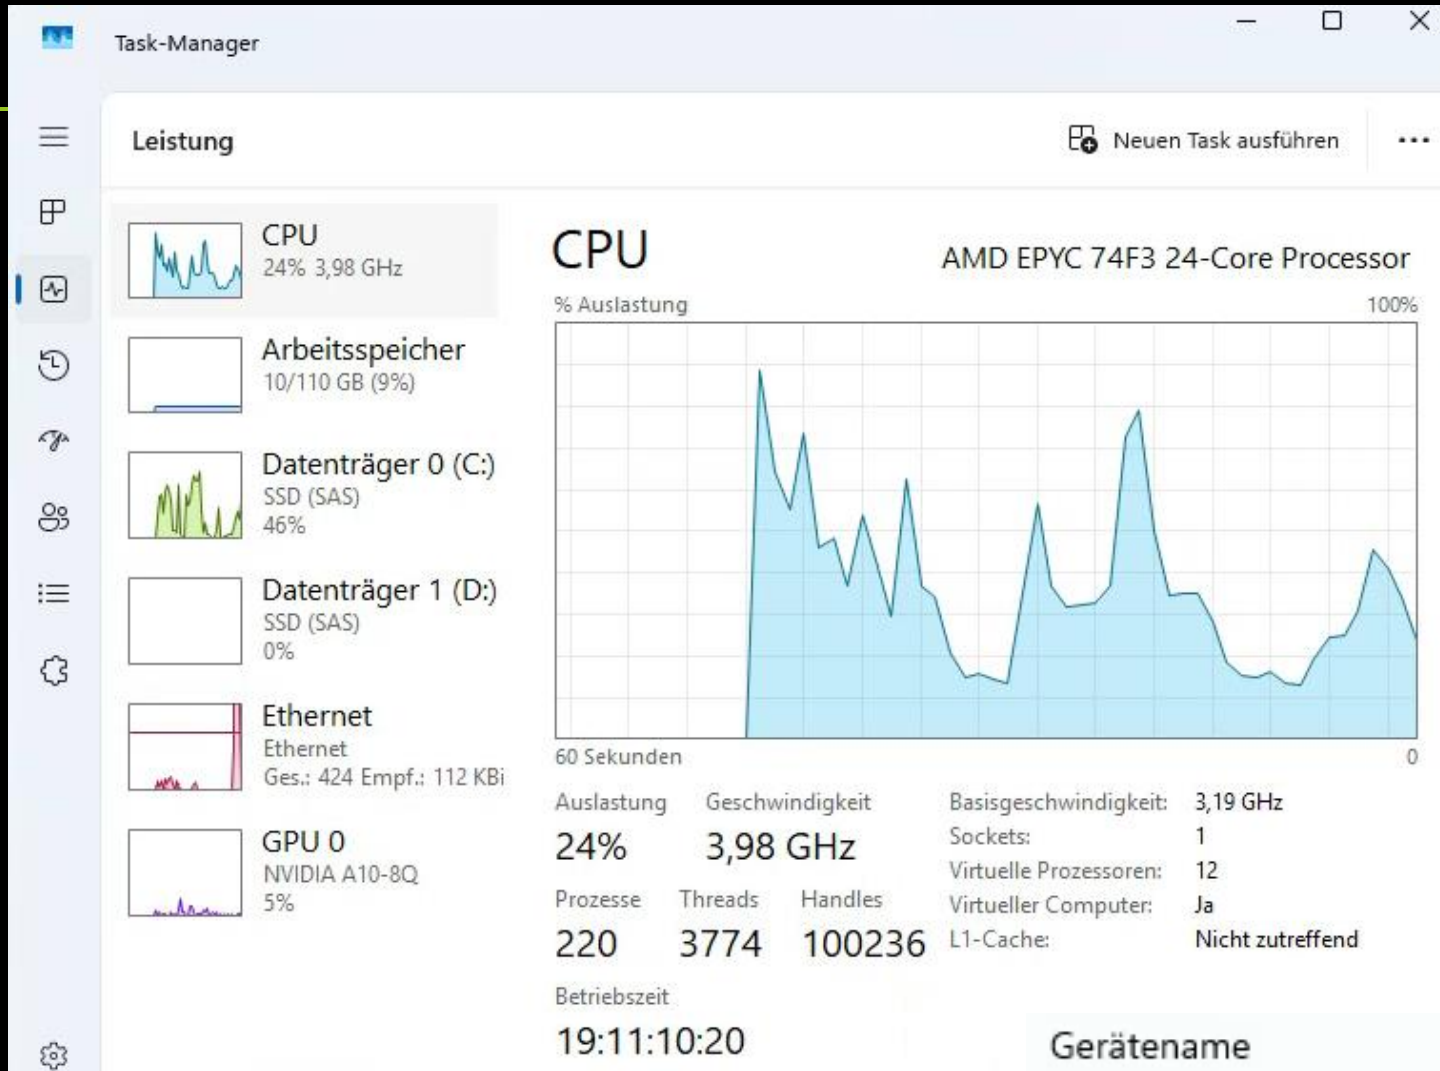 Task-Manager
Leistung
Neuen Task ausführen
CPU
24% 3,98 GHz
Arbeitsspeicher
10/110 GB (9%)
Datenträger 0 (C:)
SSD (SAS)
46%
Datenträger 1 (D:)
SSD (SAS)
0%
Ethernet
Ethernet
Ges.: 424 Empf.: 112 KBi
GPU 0
NVIDIA A10-8Q
5%
CPU
AMD EPYC 74F3 24-Core Processor
% Auslastung
100%
60 Sekunden
0
Auslastung
24%
Geschwindigkeit
3,98 GHz
Prozesse
220
Threads
3774
Handles
100236
Betriebszeit
19:11:10:20
Basisgeschwindigkeit: 3,19 GHz
Sockets: 1
Virtuelle Prozessoren: 12
Virtueller Computer: Ja
L1-Cache: Nicht zutreffend
Gerätename